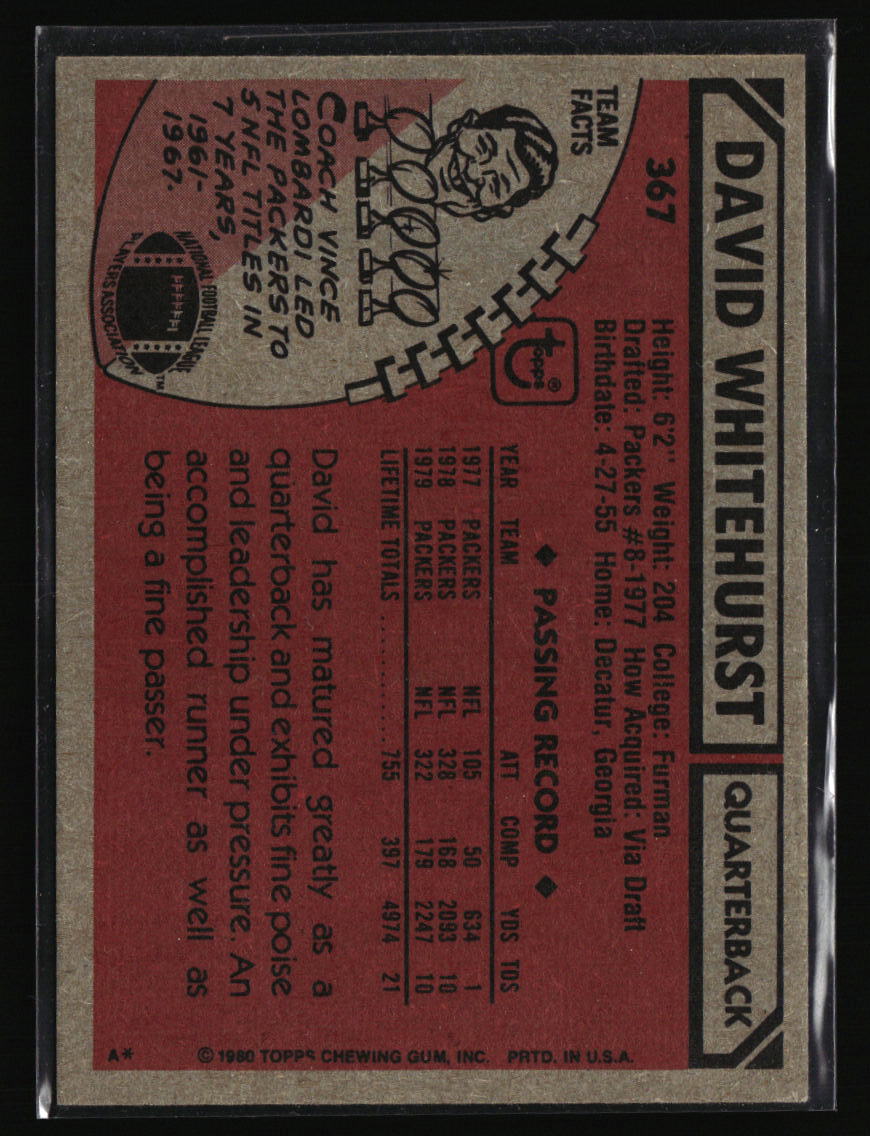 DAVID WHITEHURST
QUARTERBACK
367
Height: 6'2" Weight: 204 College: Furman
Drafted: Packers #8-1977 How Acquired: Via Draft
Birthdate: 4-27-55 Home: Decatur, Georgia
TEAM
FACTS
topps®
COACH VINCE
LOMBARDI LED
THE PACKERS TO
5 NFL TITLES IN
7 YEARS,
1961-
1967.
NATIONAL FOOTBALL LEAGUE
PLAYERS ASSOCIATION™
◆ PASSING RECORD ◆
YEAR TEAM ATT COMP YDS TDS
1977 PACKERS NFL 105 50 634 1
1978 PACKERS NFL 328 168 2093 10
1979 PACKERS NFL 322 179 2247 10
LIFETIME TOTALS ........... 755 397 4974 21
David has matured greatly as a
quarterback and exhibits fine poise
and leadership under pressure. An
accomplished runner as well as
being a fine passer.
A* © 1980 TOPPS CHEWING GUM, INC. PRTD. IN U.S.A.